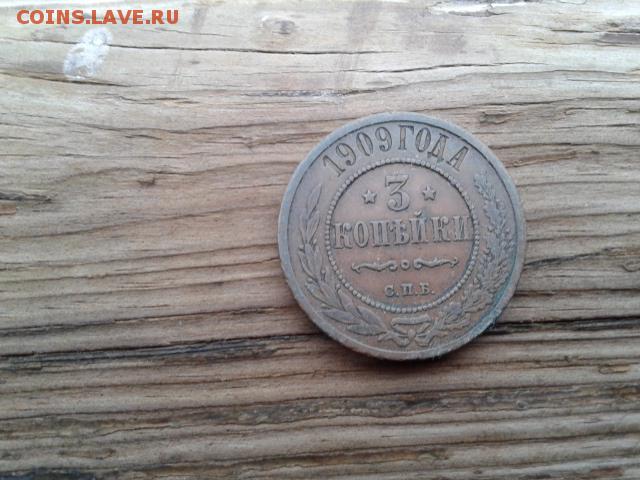 COINS.LAVE.RU
1909 ГОДА
3
КОПѢЙКИ
С.П.Б.